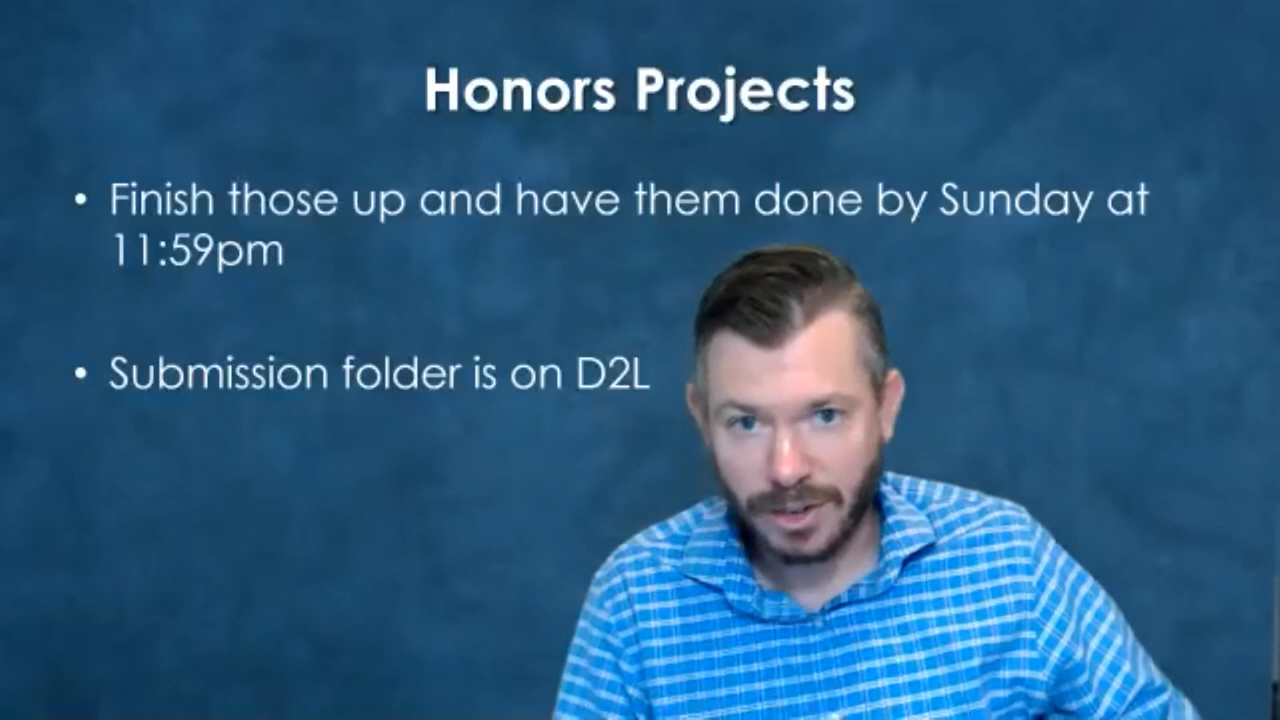 Honors Projects
• Finish those up and have them done by Sunday at
11:59pm
• Submission folder is on D2L